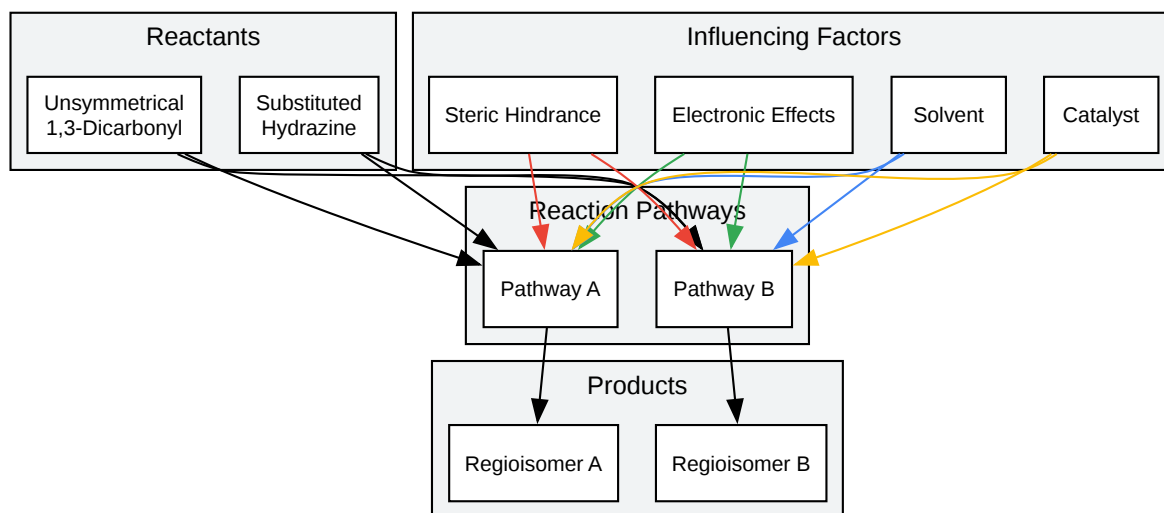 Reactants
Influencing Factors
Unsymmetrical
1,3-Dicarbonyl
Substituted
Hydrazine
Steric Hindrance
Electronic Effects
Solvent
Catalyst
Reaction Pathways
Pathway A
Pathway B
Products
Regioisomer A
Regioisomer B